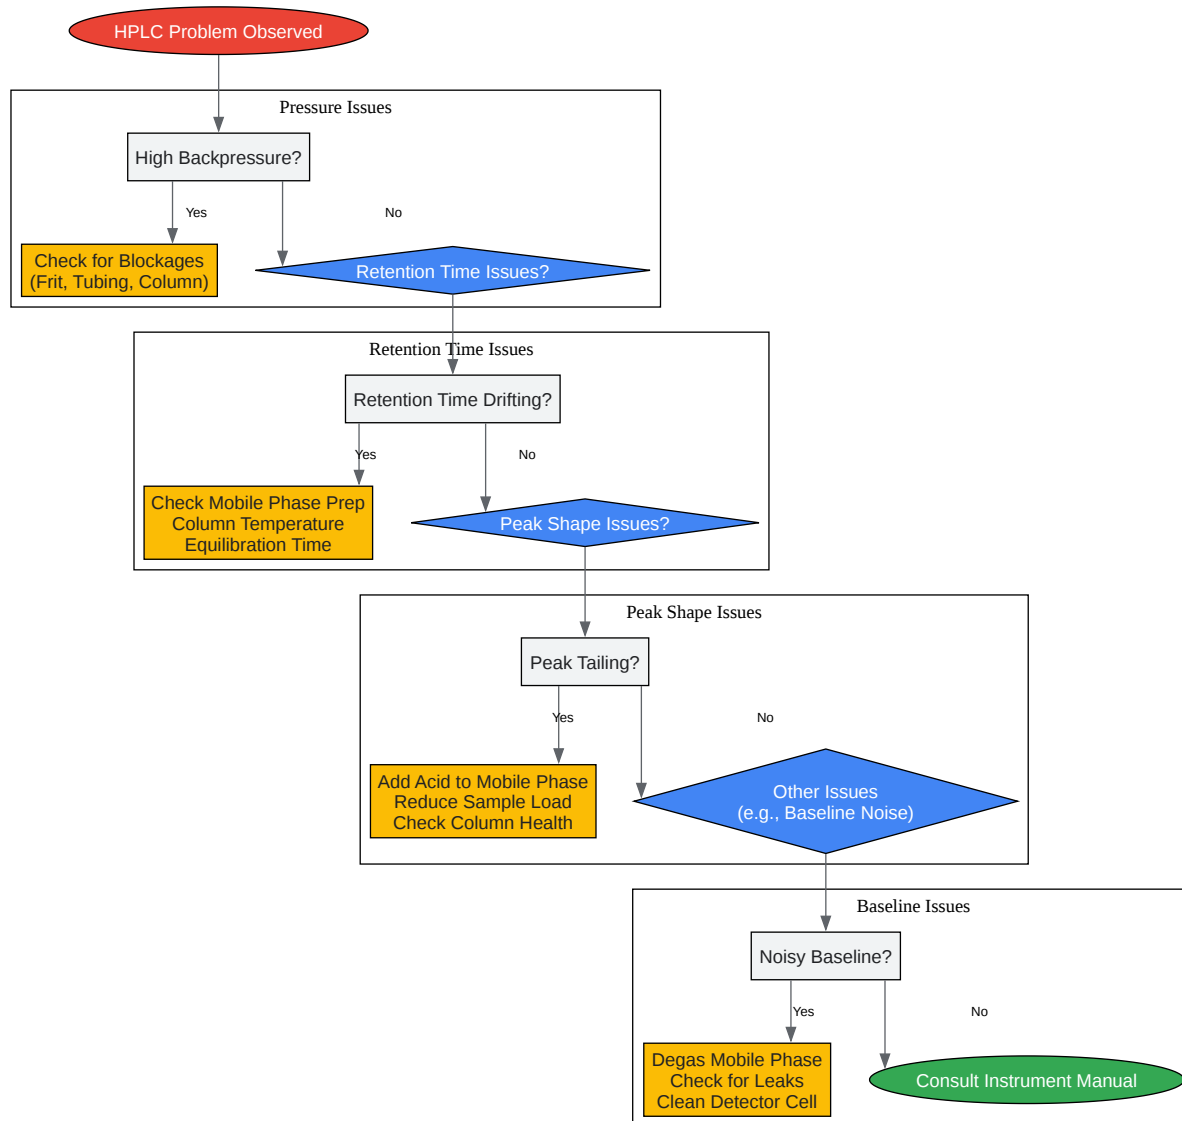 HPLC Problem Observed
Pressure Issues
High Backpressure?
Yes
No
Check for Blockages
(Frit, Tubing, Column)
Retention Time Issues?
Retention Time Issues
Retention Time Drifting?
Yes
No
Check Mobile Phase Prep
Column Temperature
Equilibration Time
Peak Shape Issues?
Peak Shape Issues
Peak Tailing?
Yes
No
Add Acid to Mobile Phase
Reduce Sample Load
Check Column Health
Other Issues
(e.g., Baseline Noise)
Baseline Issues
Noisy Baseline?
Yes
No
Degas Mobile Phase
Check for Leaks
Clean Detector Cell
Consult Instrument Manual